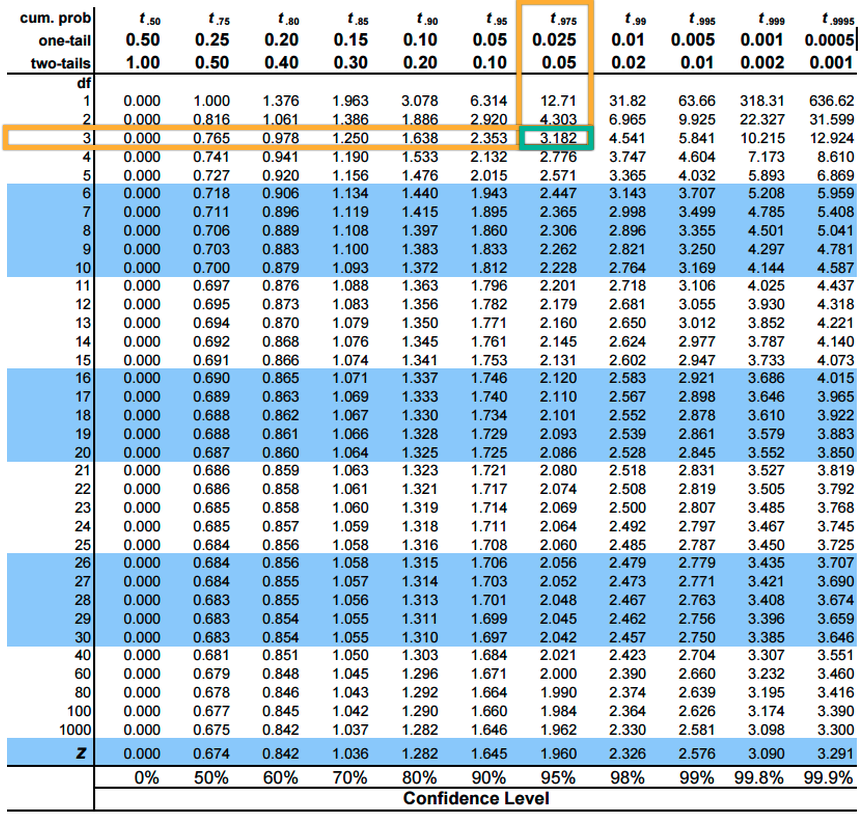 cum. prob t .50 t .75 t .80 t .85 t .90 t .95 t .975 t .99 t .995 t .999 t .9995
one-tail 0.50 0.25 0.20 0.15 0.10 0.05 0.025 0.01 0.005 0.001 0.0005
two-tails 1.00 0.50 0.40 0.30 0.20 0.10 0.05 0.02 0.01 0.002 0.001
df
1 0.000 1.000 1.376 1.963 3.078 6.314 12.71 31.82 63.66 318.31 636.62
2 0.000 0.816 1.061 1.386 1.886 2.920 4.303 6.965 9.925 22.327 31.599
3 0.000 0.765 0.978 1.250 1.638 2.353 3.182 4.541 5.841 10.215 12.924
4 0.000 0.741 0.941 1.190 1.533 2.132 2.776 3.747 4.604 7.173 8.610
5 0.000 0.727 0.920 1.156 1.476 2.015 2.571 3.365 4.032 5.893 6.869
6 0.000 0.718 0.906 1.134 1.440 1.943 2.447 3.143 3.707 5.208 5.959
7 0.000 0.711 0.896 1.119 1.415 1.895 2.365 2.998 3.499 4.785 5.408
8 0.000 0.706 0.889 1.108 1.397 1.860 2.306 2.896 3.355 4.501 5.041
9 0.000 0.703 0.883 1.100 1.383 1.833 2.262 2.821 3.250 4.297 4.781
10 0.000 0.700 0.879 1.093 1.372 1.812 2.228 2.764 3.169 4.144 4.587
11 0.000 0.697 0.876 1.088 1.363 1.796 2.201 2.718 3.106 4.025 4.437
12 0.000 0.695 0.873 1.083 1.356 1.782 2.179 2.681 3.055 3.930 4.318
13 0.000 0.694 0.870 1.079 1.350 1.771 2.160 2.650 3.012 3.852 4.221
14 0.000 0.692 0.868 1.076 1.345 1.761 2.145 2.624 2.977 3.787 4.140
15 0.000 0.691 0.866 1.074 1.341 1.753 2.131 2.602 2.947 3.733 4.073
16 0.000 0.690 0.865 1.071 1.337 1.746 2.120 2.583 2.921 3.686 4.015
17 0.000 0.689 0.863 1.069 1.333 1.740 2.110 2.567 2.898 3.646 3.965
18 0.000 0.688 0.862 1.067 1.330 1.734 2.101 2.552 2.878 3.610 3.922
19 0.000 0.688 0.861 1.066 1.328 1.729 2.093 2.539 2.861 3.579 3.883
20 0.000 0.687 0.860 1.064 1.325 1.725 2.086 2.528 2.845 3.552 3.850
21 0.000 0.686 0.859 1.063 1.323 1.721 2.080 2.518 2.831 3.527 3.819
22 0.000 0.686 0.858 1.061 1.321 1.717 2.074 2.508 2.819 3.505 3.792
23 0.000 0.685 0.858 1.060 1.319 1.714 2.069 2.500 2.807 3.485 3.768
24 0.000 0.685 0.857 1.059 1.318 1.711 2.064 2.492 2.797 3.467 3.745
25 0.000 0.684 0.856 1.058 1.316 1.708 2.060 2.485 2.787 3.450 3.725
26 0.000 0.684 0.856 1.058 1.315 1.706 2.056 2.479 2.779 3.435 3.707
27 0.000 0.684 0.855 1.057 1.314 1.703 2.052 2.473 2.771 3.421 3.690
28 0.000 0.683 0.855 1.056 1.313 1.701 2.048 2.467 2.763 3.408 3.674
29 0.000 0.683 0.854 1.055 1.311 1.699 2.045 2.462 2.756 3.396 3.659
30 0.000 0.683 0.854 1.055 1.310 1.697 2.042 2.457 2.750 3.385 3.646
40 0.000 0.681 0.851 1.050 1.303 1.684 2.021 2.423 2.704 3.307 3.551
60 0.000 0.679 0.848 1.045 1.296 1.671 2.000 2.390 2.660 3.232 3.460
80 0.000 0.678 0.846 1.043 1.292 1.664 1.990 2.374 2.639 3.195 3.416
100 0.000 0.677 0.845 1.042 1.290 1.660 1.984 2.364 2.626 3.174 3.390
1000 0.000 0.675 0.842 1.037 1.282 1.646 1.962 2.330 2.581 3.098 3.300
Z 0.000 0.674 0.842 1.036 1.282 1.645 1.960 2.326 2.576 3.090 3.291
0% 50% 60% 70% 80% 90% 95% 98% 99% 99.8% 99.9%
Confidence Level